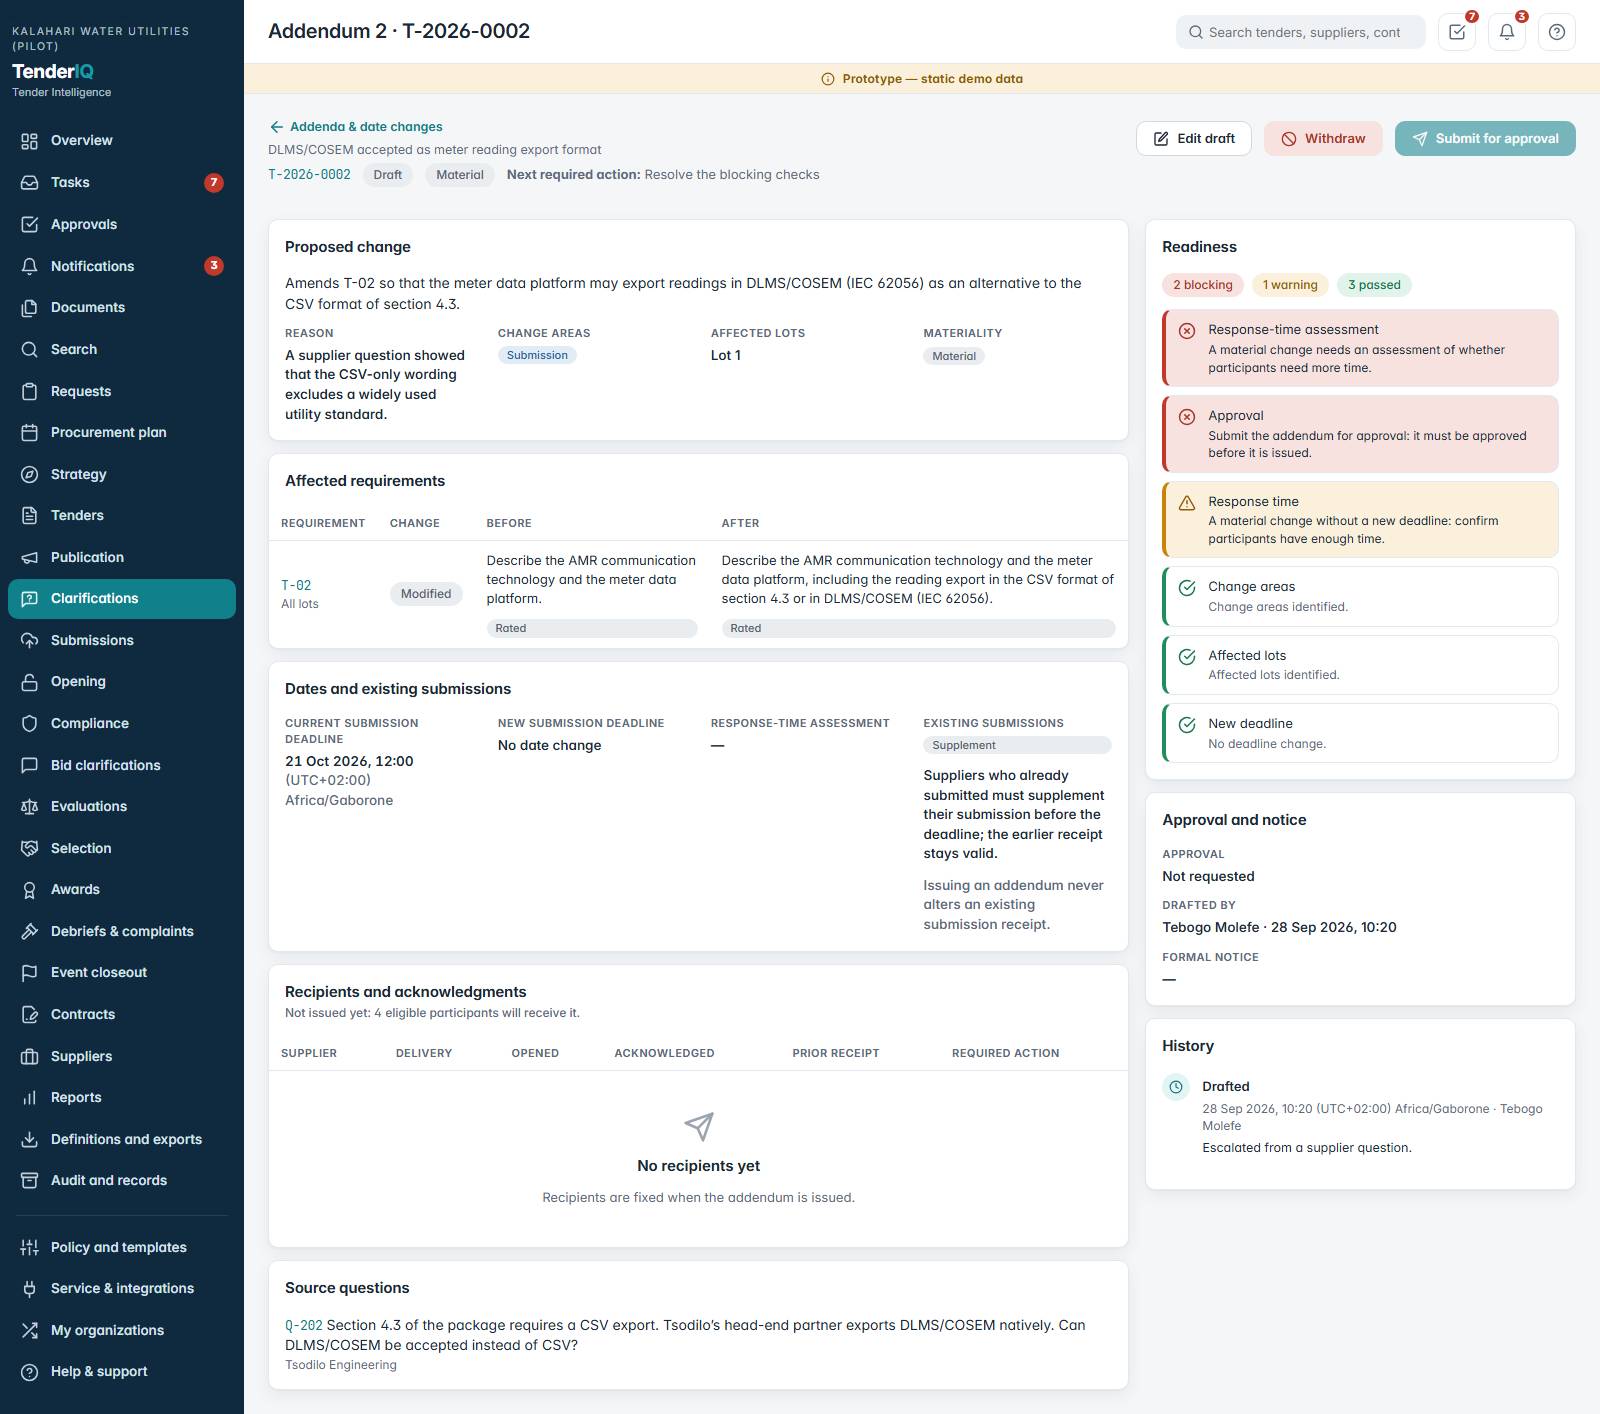 KALAHARI WATER UTILITIES
(PILOT)
TenderIQ
Tender Intelligence
Overview
Tasks 7
Approvals
Notifications 3
Documents
Search
Requests
Procurement plan
Strategy
Tenders
Publication
Clarifications
Submissions
Opening
Compliance
Bid clarifications
Evaluations
Selection
Awards
Debriefs & complaints
Event closeout
Contracts
Suppliers
Reports
Definitions and exports
Audit and records
Policy and templates
Service & integrations
My organizations
Help & support
Addendum 2 · T-2026-0002
Search tenders, suppliers, cont
7
3
Prototype — static demo data
Addenda & date changes
DLMS/COSEM accepted as meter reading export format
T-2026-0002 Draft Material Next required action: Resolve the blocking checks
Edit draft
Withdraw
Submit for approval
Proposed change
Amends T-02 so that the meter data platform may export readings in DLMS/COSEM (IEC 62056) as an alternative to the
CSV format of section 4.3.
REASON CHANGE AREAS AFFECTED LOTS MATERIALITY
A supplier question showed
that the CSV-only wording
excludes a widely used
utility standard.
Submission
Lot 1
Material
Affected requirements
REQUIREMENT CHANGE BEFORE AFTER
T-02
All lots
Modified
Describe the AMR communication
technology and the meter data
platform.
Rated
Describe the AMR communication technology and the meter
data platform, including the reading export in the CSV format of
section 4.3 or in DLMS/COSEM (IEC 62056).
Rated
Dates and existing submissions
CURRENT SUBMISSION
DEADLINE
21 Oct 2026, 12:00
(UTC+02:00)
Africa/Gaborone
NEW SUBMISSION DEADLINE
No date change
RESPONSE-TIME ASSESSMENT
—
EXISTING SUBMISSIONS
Supplement
Suppliers who already
submitted must supplement
their submission before the
deadline; the earlier receipt
stays valid.
Issuing an addendum never
alters an existing
submission receipt.
Recipients and acknowledgments
Not issued yet: 4 eligible participants will receive it.
SUPPLIER DELIVERY OPENED ACKNOWLEDGED PRIOR RECEIPT REQUIRED ACTION
No recipients yet
Recipients are fixed when the addendum is issued.
Source questions
Q-202 Section 4.3 of the package requires a CSV export. Tsodilo’s head-end partner exports DLMS/COSEM natively. Can
DLMS/COSEM be accepted instead of CSV?
Tsodilo Engineering
Readiness
2 blocking 1 warning 3 passed
Response-time assessment
A material change needs an assessment of whether
participants need more time.
Approval
Submit the addendum for approval: it must be approved
before it is issued.
Response time
A material change without a new deadline: confirm
participants have enough time.
Change areas
Change areas identified.
Affected lots
Affected lots identified.
New deadline
No deadline change.
Approval and notice
APPROVAL
Not requested
DRAFTED BY
Tebogo Molefe · 28 Sep 2026, 10:20
FORMAL NOTICE
—
History
Drafted
28 Sep 2026, 10:20 (UTC+02:00) Africa/Gaborone · Tebogo
Molefe
Escalated from a supplier question.